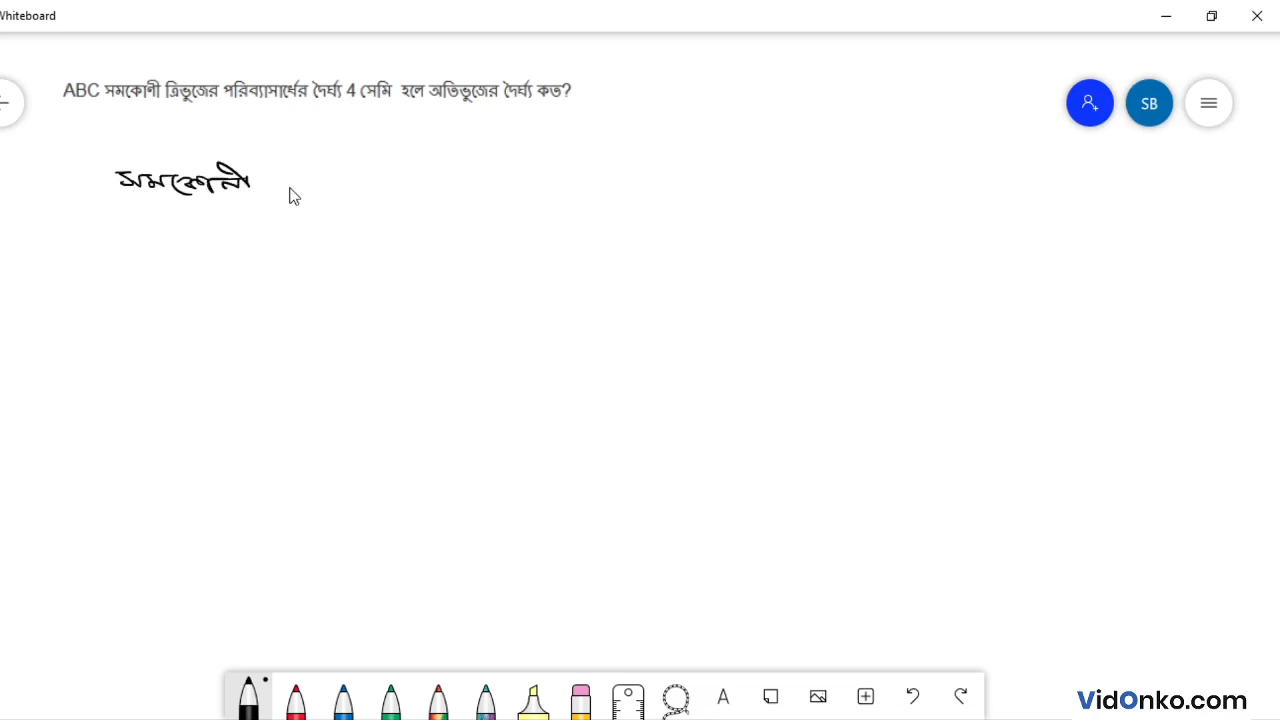 Whiteboard
ABC সমকোণী ত্রিভুজের পরিব্যাসার্ধের দৈর্ঘ্য 4 সেমি হলে অতিভুজের দৈর্ঘ্য কত?
SB
সমকোনী
A
VidOnko.com